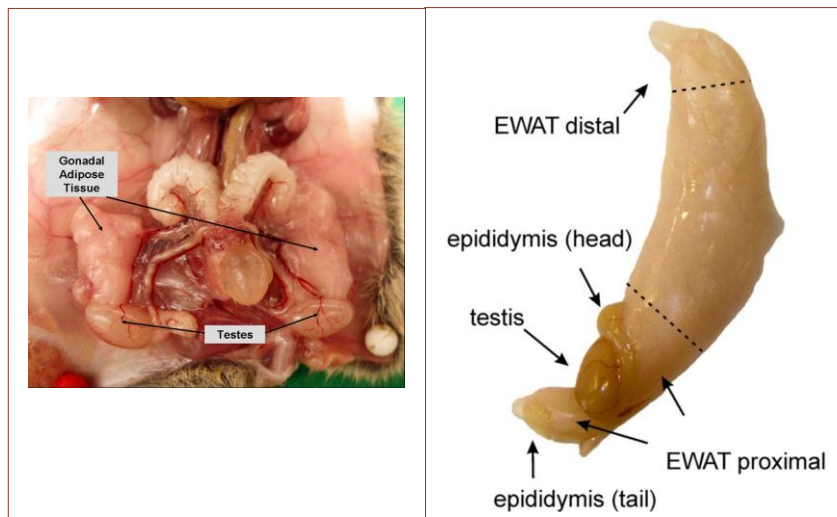 Gonadal
Adipose
Tissue
Testes
EWAT distal
epididymis (head)
testis
EWAT proximal
epididymis (tail)